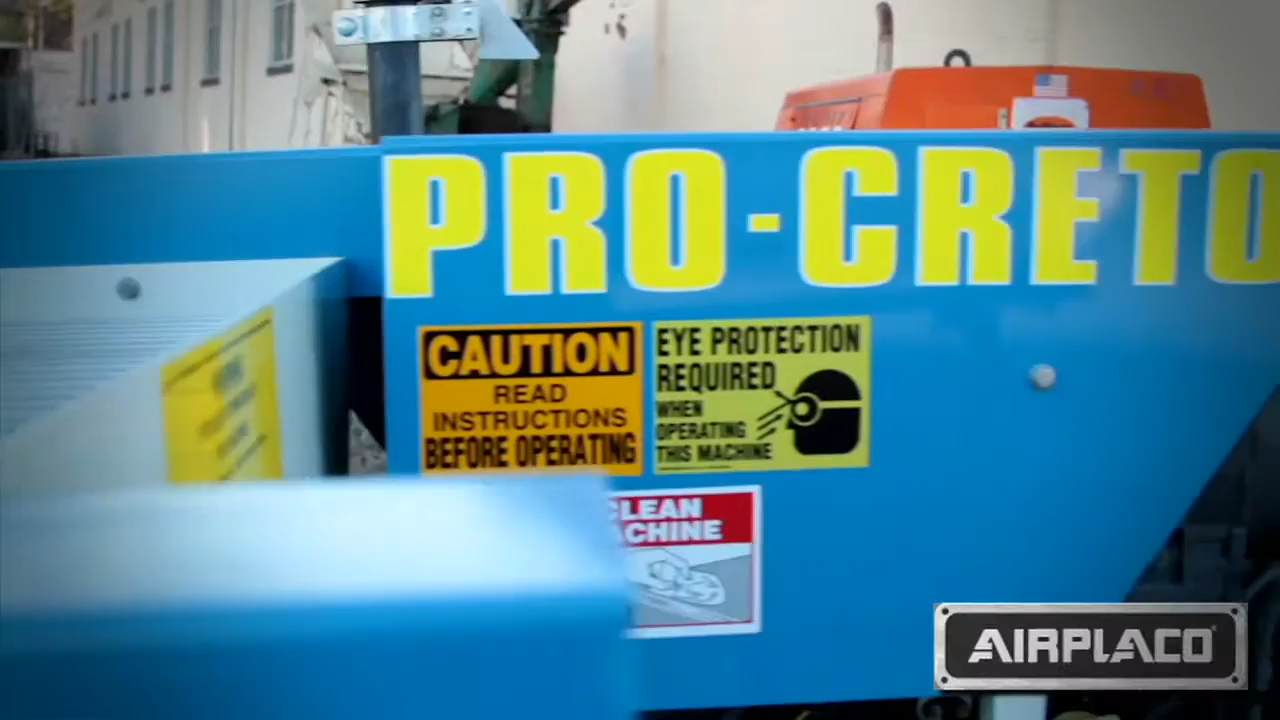 PRO-CRETO
CAUTION
READ
INSTRUCTIONS
BEFORE OPERATING
EYE PROTECTION
REQUIRED
WHEN
OPERATING
THIS MACHINE
CLEAN
MACHINE
AIRPLACO